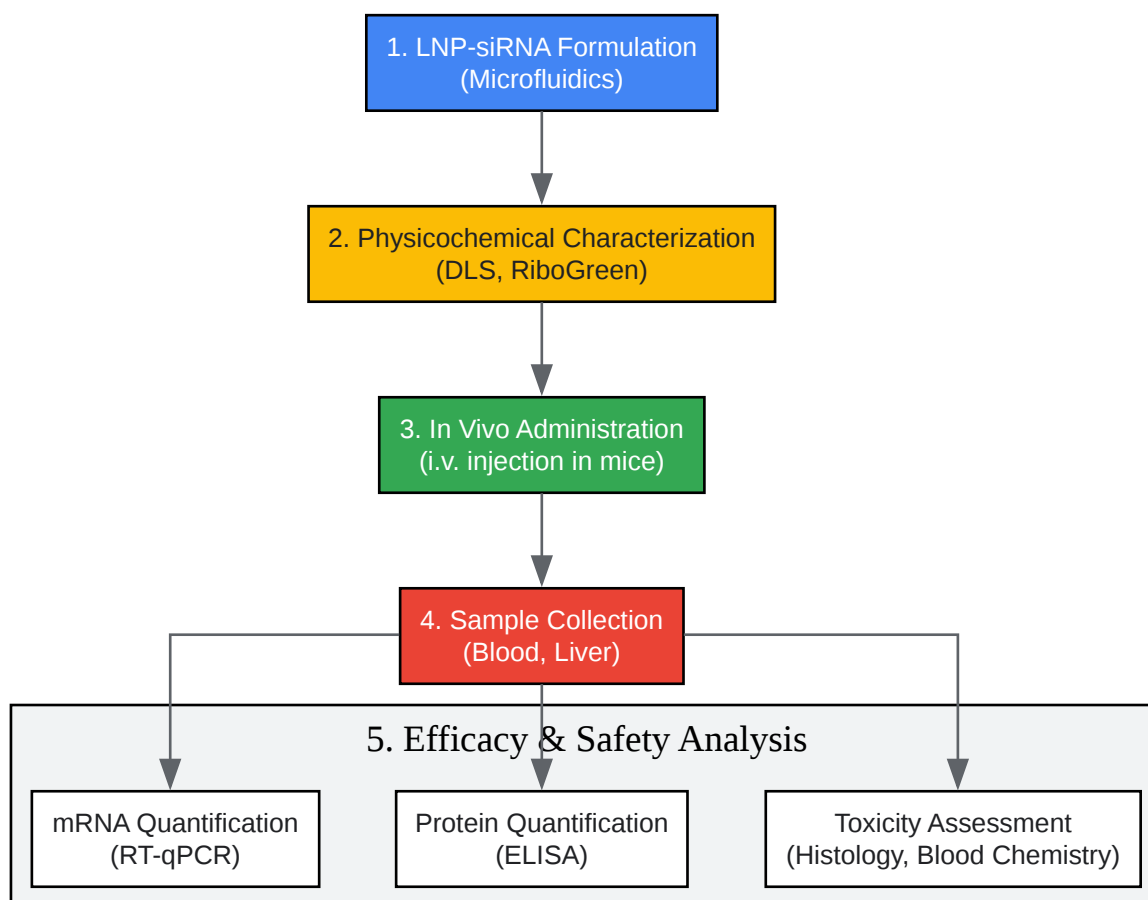 1. LNP-siRNA Formulation
(Microfluidics)
2. Physicochemical Characterization
(DLS, RiboGreen)
3. In Vivo Administration
(i.v. injection in mice)
4. Sample Collection
(Blood, Liver)
5. Efficacy & Safety Analysis
mRNA Quantification
(RT-qPCR)
Protein Quantification
(ELISA)
Toxicity Assessment
(Histology, Blood Chemistry)